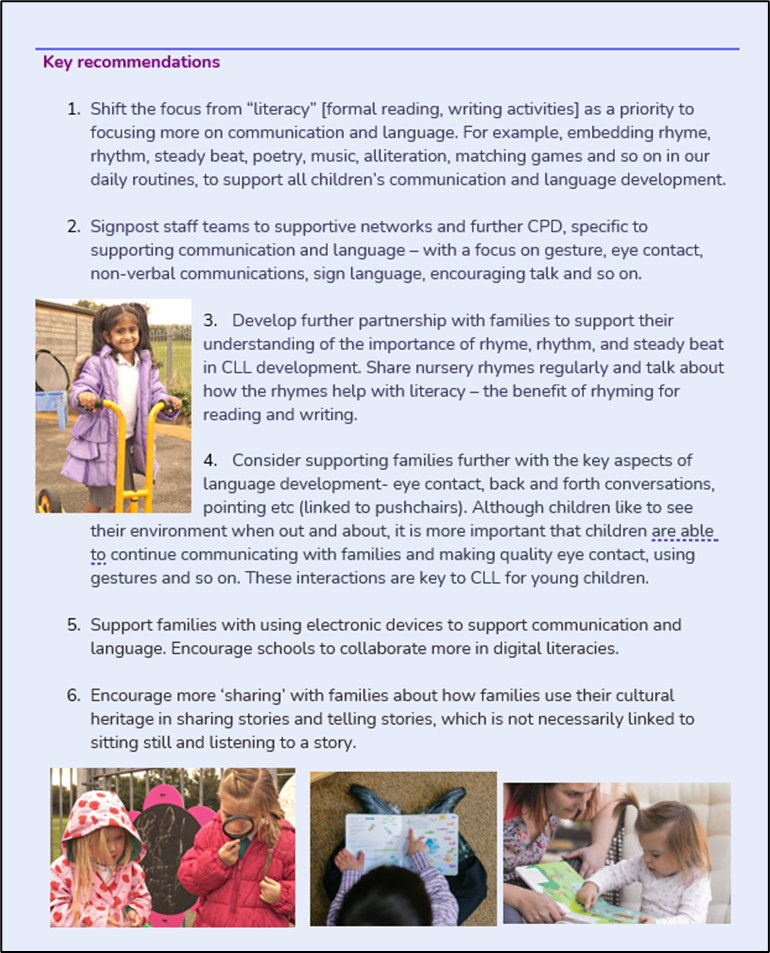 Key recommendations
1. Shift the focus from “literacy” [formal reading, writing activities] as a priority to
focusing more on communication and language. For example, embedding rhyme,
rhythm, steady beat, poetry, music, alliteration, matching games and so on in our
daily routines, to support all children’s communication and language development.
2. Signpost staff teams to supportive networks and further CPD, specific to
supporting communication and language – with a focus on gesture, eye contact,
non-verbal communications, sign language, encouraging talk and so on.
3. Develop further partnership with families to support their
understanding of the importance of rhyme, rhythm, and steady beat
in CLL development. Share nursery rhymes regularly and talk about
how the rhymes help with literacy – the benefit of rhyming for
reading and writing.
4. Consider supporting families further with the key aspects of
language development- eye contact, back and forth conversations,
pointing etc (linked to pushchairs). Although children like to see
their environment when out and about, it is more important that children are able
to continue communicating with families and making quality eye contact, using
gestures and so on. These interactions are key to CLL for young children.
5. Support families with using electronic devices to support communication and
language. Encourage schools to collaborate more in digital literacies.
6. Encourage more ‘sharing’ with families about how families use their cultural
heritage in sharing stories and telling stories, which is not necessarily linked to
sitting still and listening to a story.